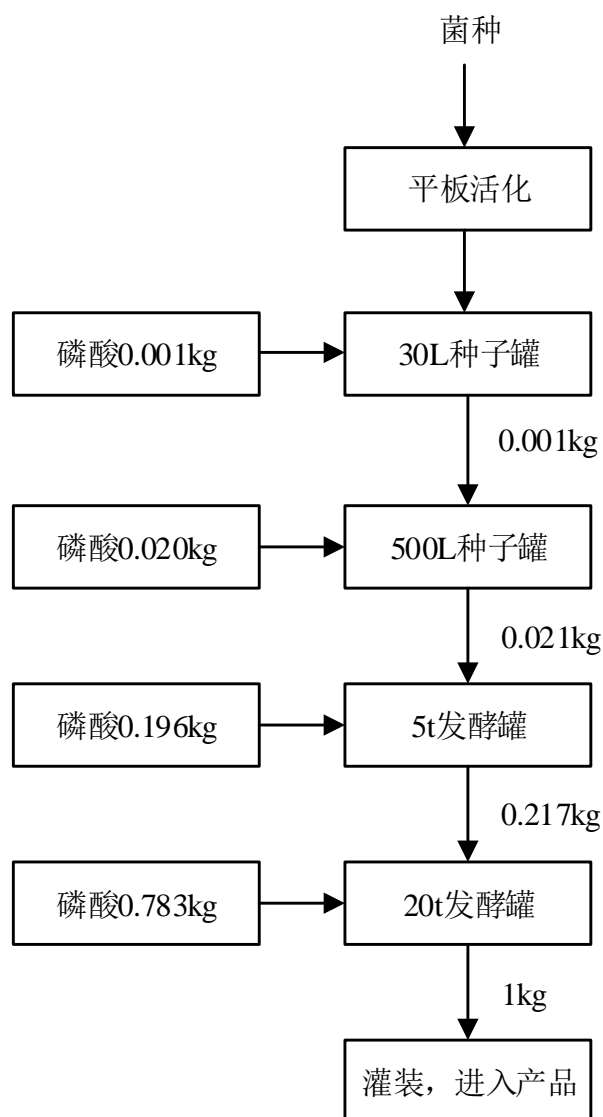 菌种
平板活化
磷酸0.001kg
30L种子罐
0.001kg
磷酸0.020kg
500L种子罐
0.021kg
磷酸0.196kg
5t发酵罐
0.217kg
磷酸0.783kg
20t发酵罐
1kg
灌装，进入产品